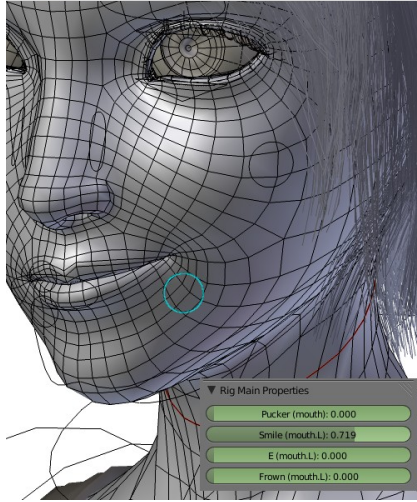 Rig Main Properties
Pucker (mouth): 0.000
Smile (mouth.L): 0.719
E (mouth.L): 0.000
Frown (mouth.L): 0.000